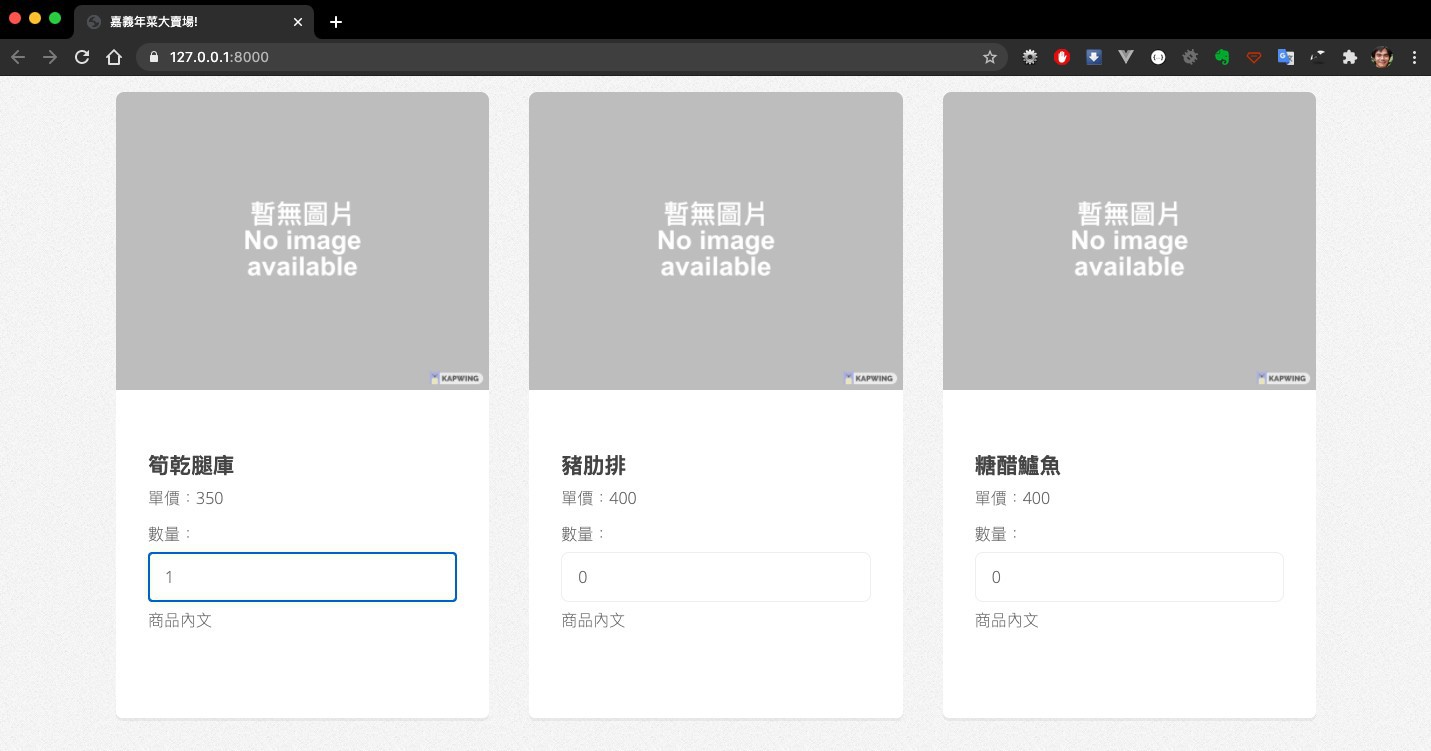 嘉義年菜大賣場!
127.0.0.1:8000
暫無圖片
No image
available
KAPWING
筍乾腿庫
單價：350
數量：
1
商品內文
暫無圖片
No image
available
KAPWING
豬肋排
單價：400
數量：
0
商品內文
暫無圖片
No image
available
KAPWING
糖醋鱸魚
單價：400
數量：
0
商品內文